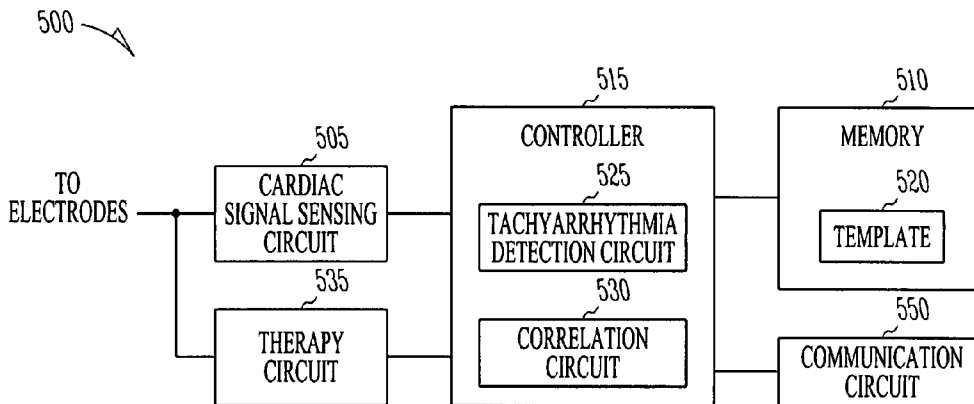 500
515
510
CONTROLLER
MEMORY
505
TO
ELECTRODES
CARDIAC
SIGNAL SENSING
CIRCUIT
525
TACHYARRHYTHMIA
DETECTION CIRCUIT
520
TEMPLATE
535
THERAPY
CIRCUIT
530
CORRELATION
CIRCUIT
550
COMMUNICATION
CIRCUIT